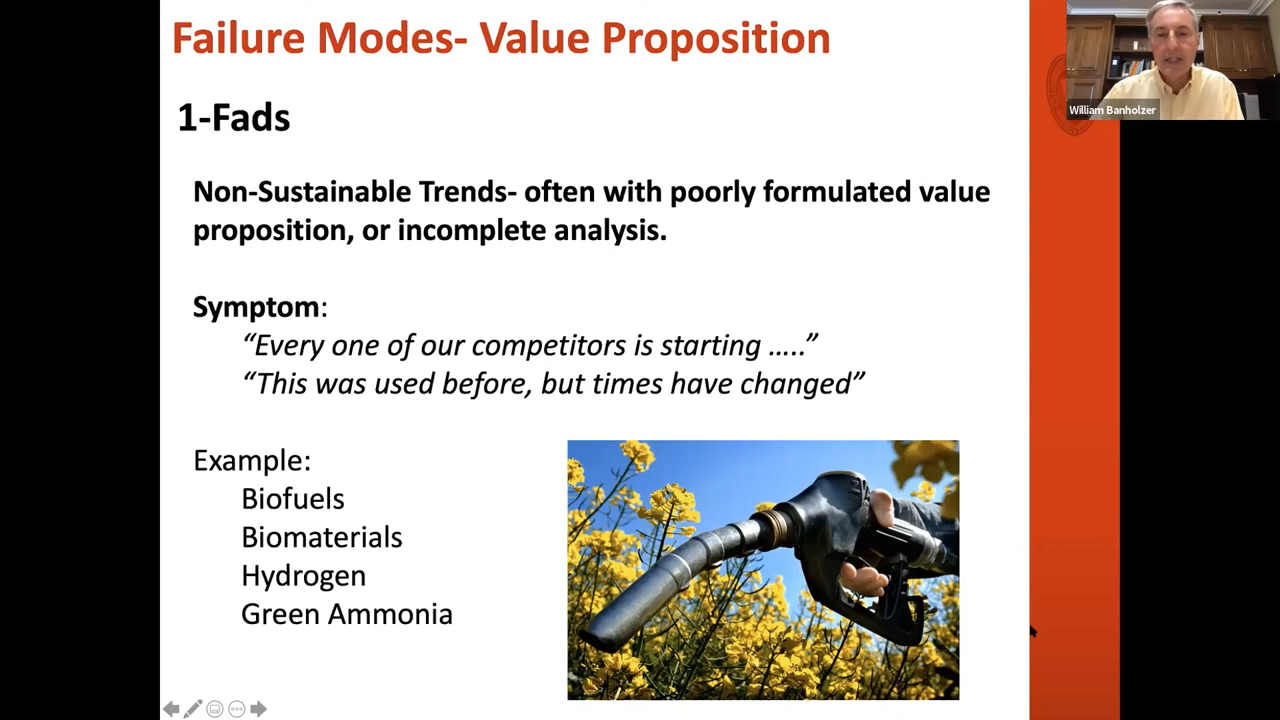 Failure Modes- Value Proposition
1-Fads
Non-Sustainable Trends- often with poorly formulated value
proposition, or incomplete analysis.
Symptom:
“Every one of our competitors is starting …..”
“This was used before, but times have changed”
Example:
Biofuels
Biomaterials
Hydrogen
Green Ammonia
William Banholzer